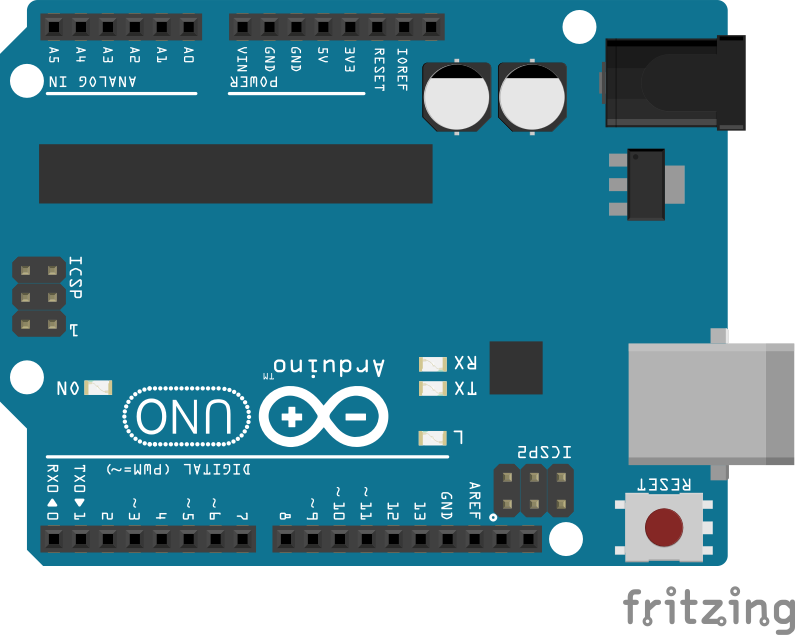 A5 A4 A3 A2 A1 A0
ANALOG IN
VIN GND GND 5V 3V3 RESET IOREF
POWER
ICSP
1
ON
UNO
Arduino
TM
RX
TX
L
DIGITAL (PWM=~)
RX0◄0 TX0►1 2 ~3 4 ~5 ~6 7
8 ~9 ~10 ~11 12 13 GND AREF
ICSP2
RESET
fritzing